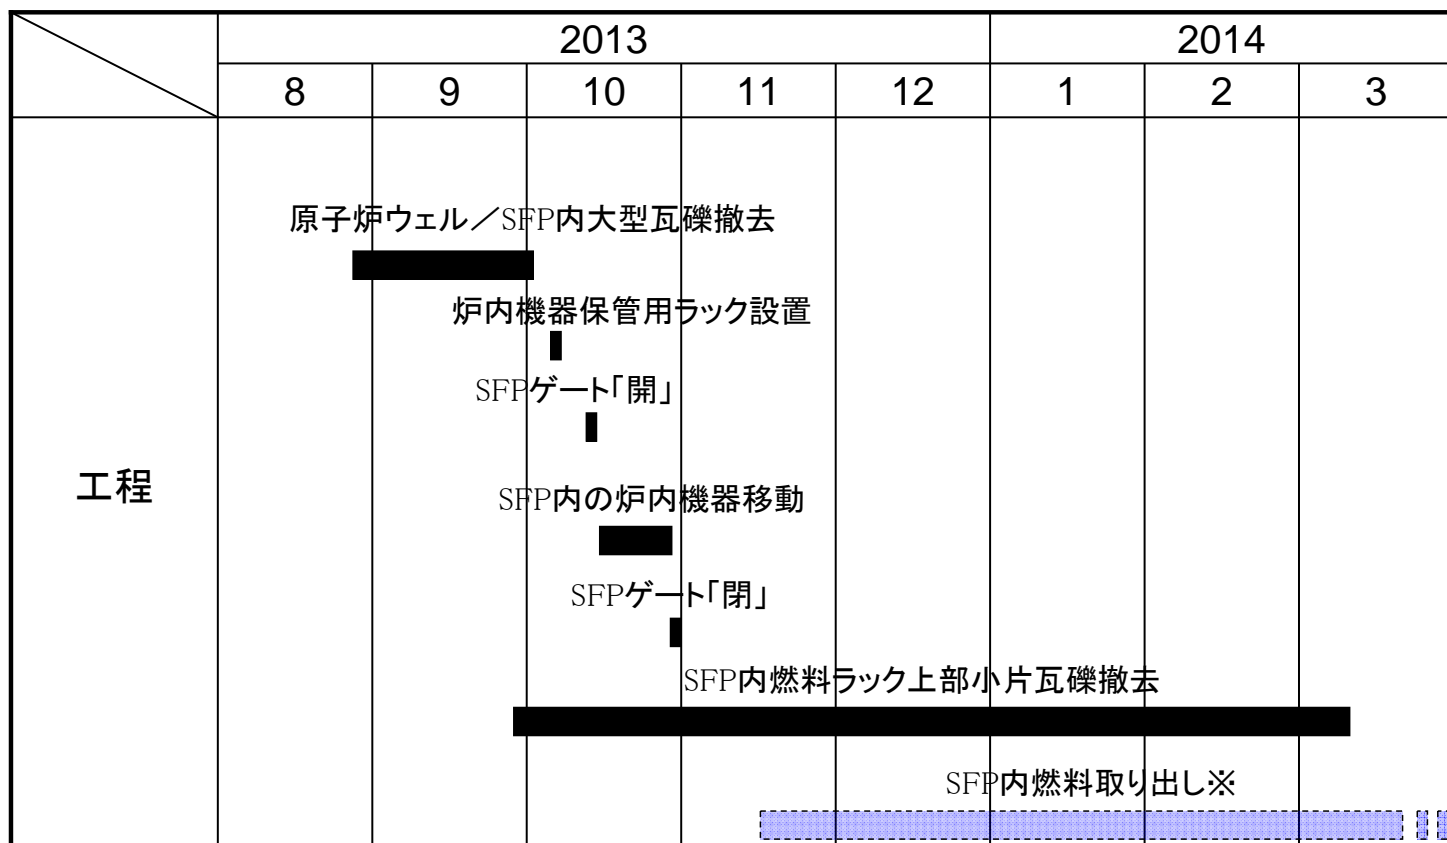 2013 2014
8 9 10 11 12 1 2 3
原子炉ウェル／SFP内大型瓦礫撤去
炉内機器保管用ラック設置
SFPゲート「開」
工程
SFP内の炉内機器移動
SFPゲート「閉」
SFP内燃料ラック上部小片瓦礫撤去
SFP内燃料取り出し※